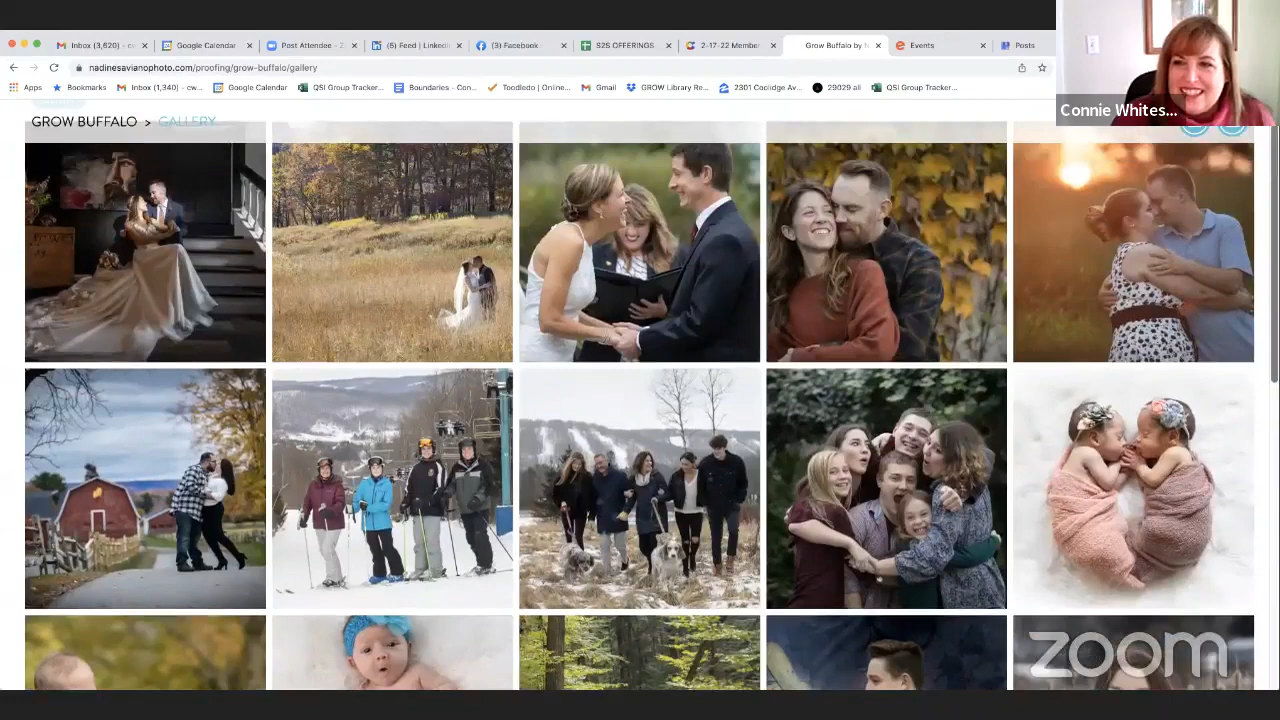 Inbox (3,620) - cw
Google Calendar
Post Attendee - Z
(5) Feed | LinkedIn
(3) Facebook
S2S OFFERINGS
2-17-22 Member
Grow Buffalo by N
Events
Posts
nadinesavianophoto.com/proofing/grow-buffalo/gallery
Apps
Bookmarks
Inbox (1,340) - cw...
Google Calendar
QSI Group Tracker...
Boundaries - Con...
Toodledo | Online...
Gmail
GROW Library Re...
2301 Coolidge Av...
29029 all
QSI Group Tracker...
Connie Whites...
GROW BUFFALO > GALLERY
zoom